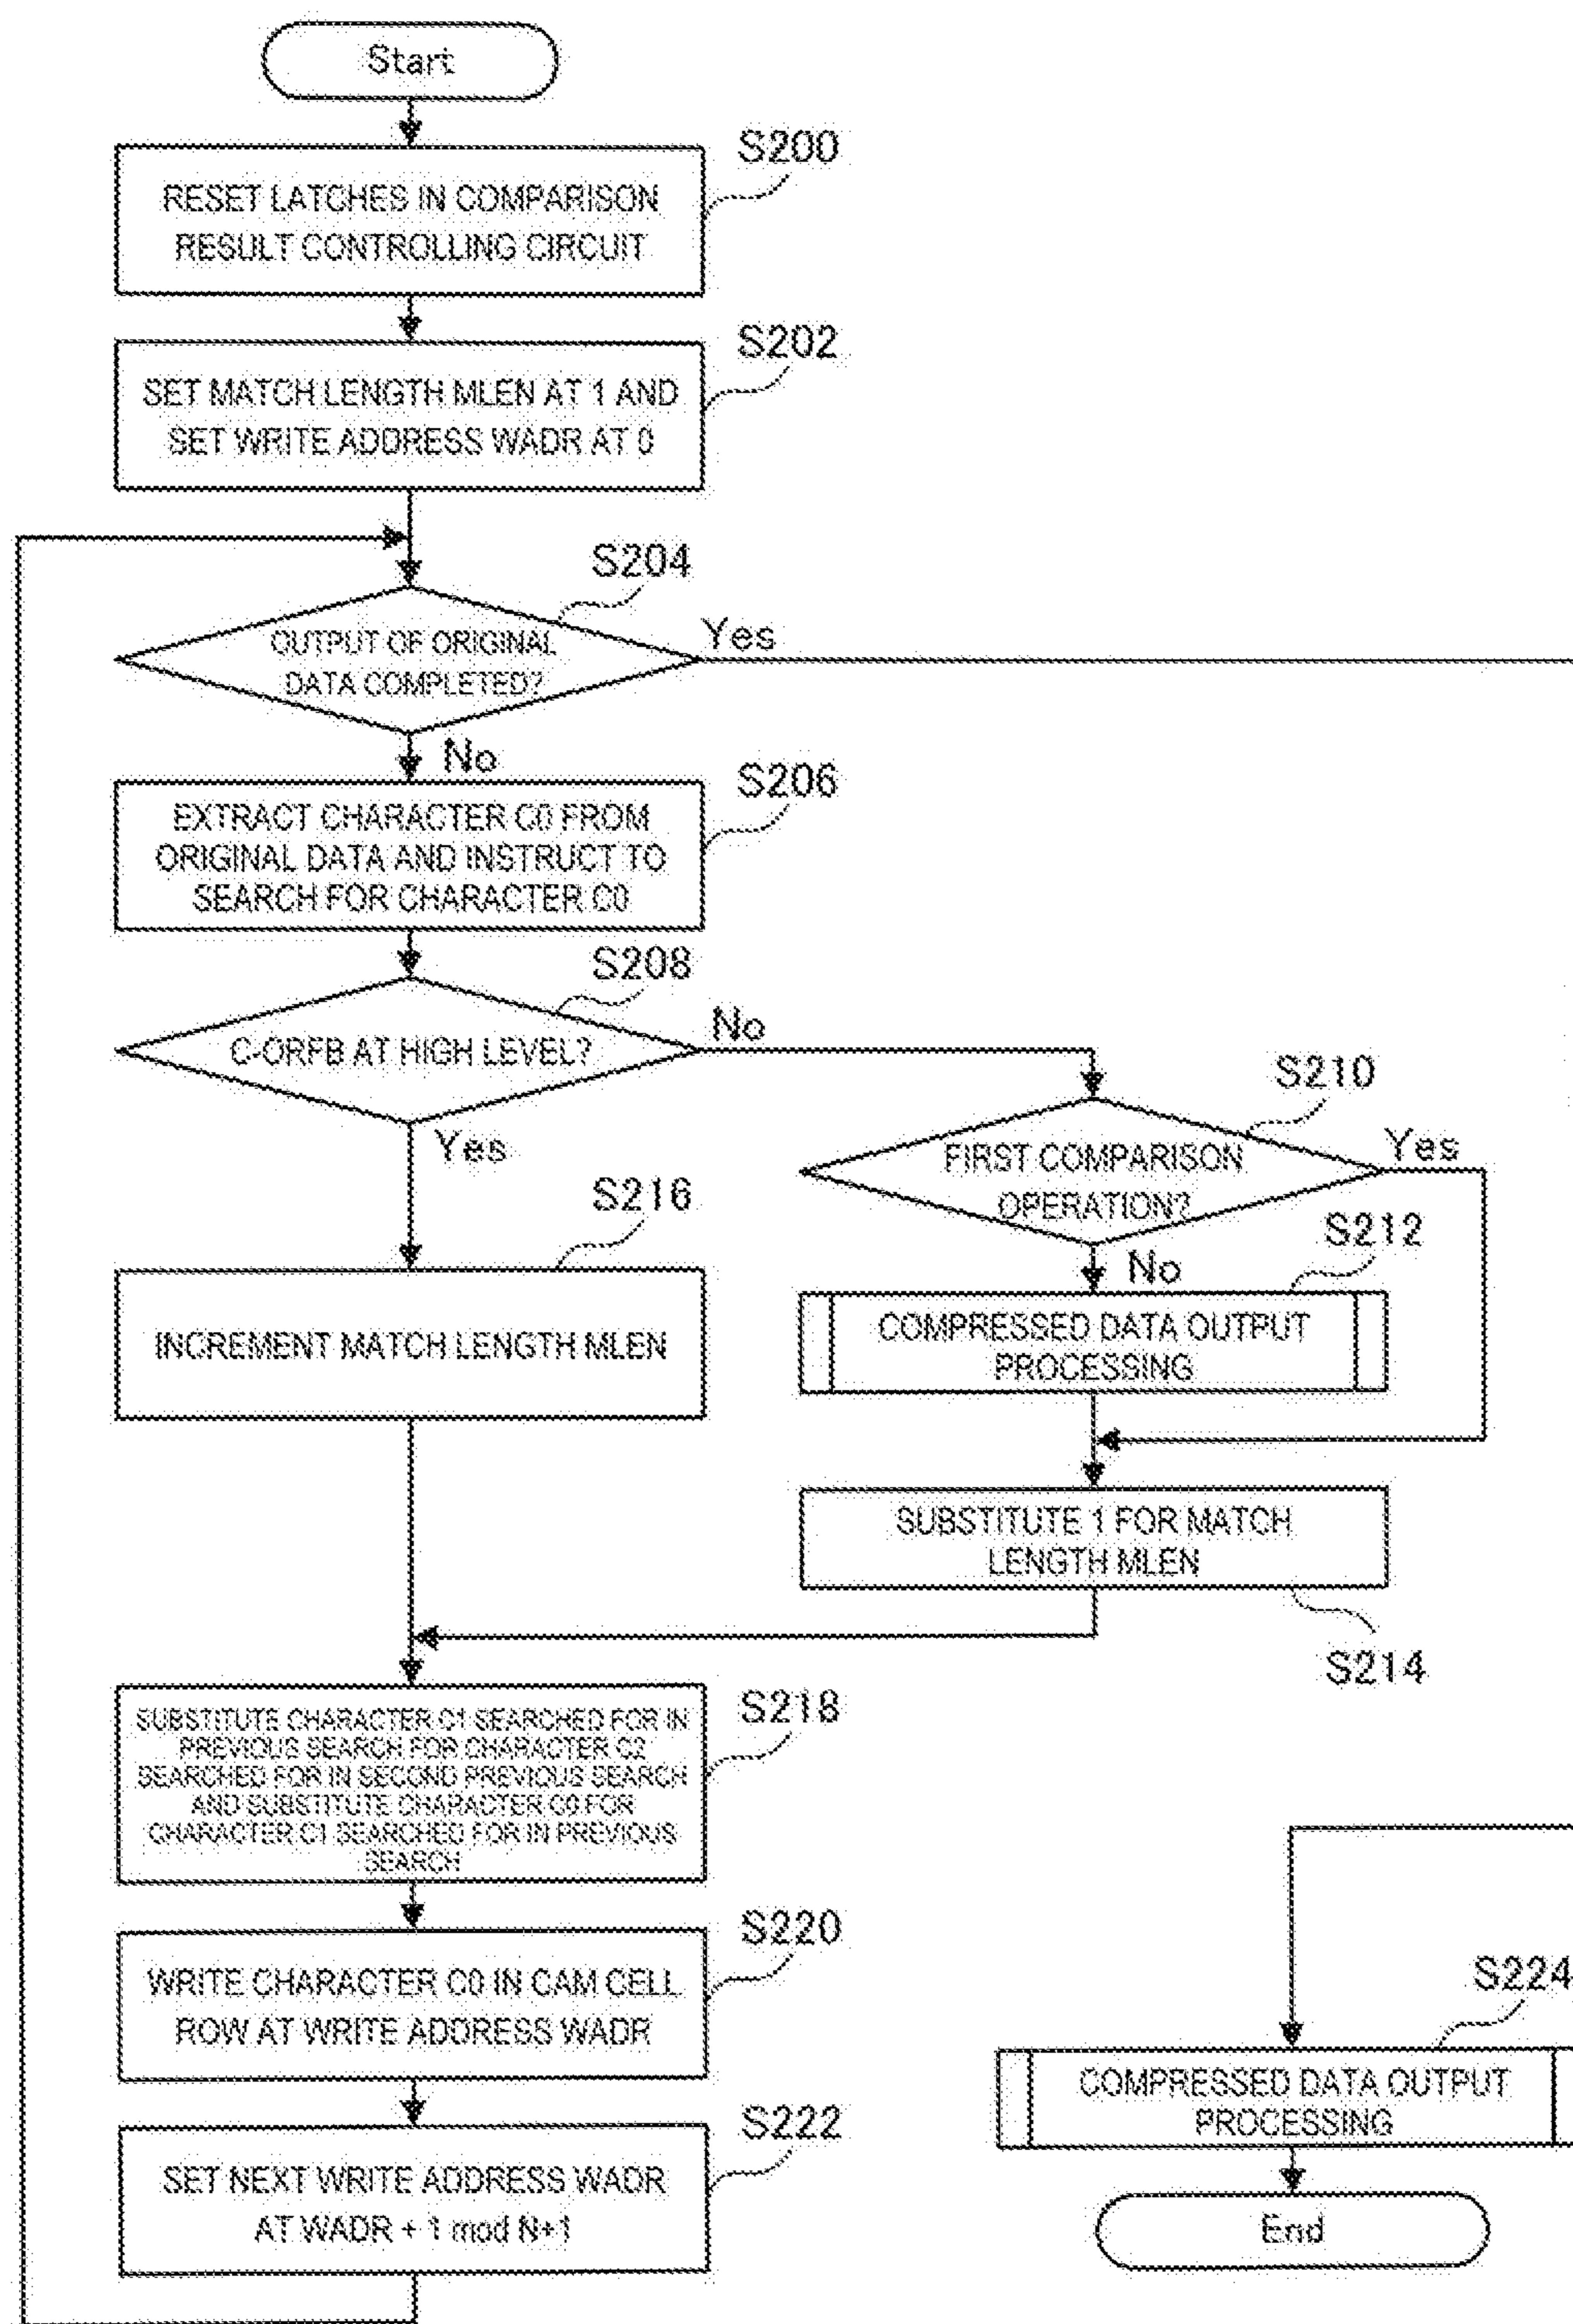 Start
S200
RESET LATCHES IN COMPARISON
RESULT CONTROLLING CIRCUIT
S202
SET MATCH LENGTH MLEN AT 1 AND
SET WRITE ADDRESS WADR AT 0
S204
OUTPUT OF ORIGINAL
DATA COMPLETED?
Yes
No
S206
EXTRACT CHARACTER C0 FROM
ORIGINAL DATA AND INSTRUCT TO
SEARCH FOR CHARACTER C0
S208
C-ORFB AT HIGH LEVEL?
No
Yes
S210
FIRST COMPARISON
OPERATION?
Yes
No
S212
COMPRESSED DATA OUTPUT
PROCESSING
S216
INCREMENT MATCH LENGTH MLEN
SUBSTITUTE 1 FOR MATCH
LENGTH MLEN
S214
S218
SUBSTITUTE CHARACTER C1 SEARCHED FOR IN
PREVIOUS SEARCH FOR CHARACTER C2
SEARCHED FOR IN SECOND PREVIOUS SEARCH
AND SUBSTITUTE CHARACTER C0 FOR
CHARACTER C1 SEARCHED FOR IN PREVIOUS
SEARCH
S220
WRITE CHARACTER C0 IN CAM CELL
ROW AT WRITE ADDRESS WADR
S222
SET NEXT WRITE ADDRESS WADR
AT WADR + 1 mod N+1
S224
COMPRESSED DATA OUTPUT
PROCESSING
End